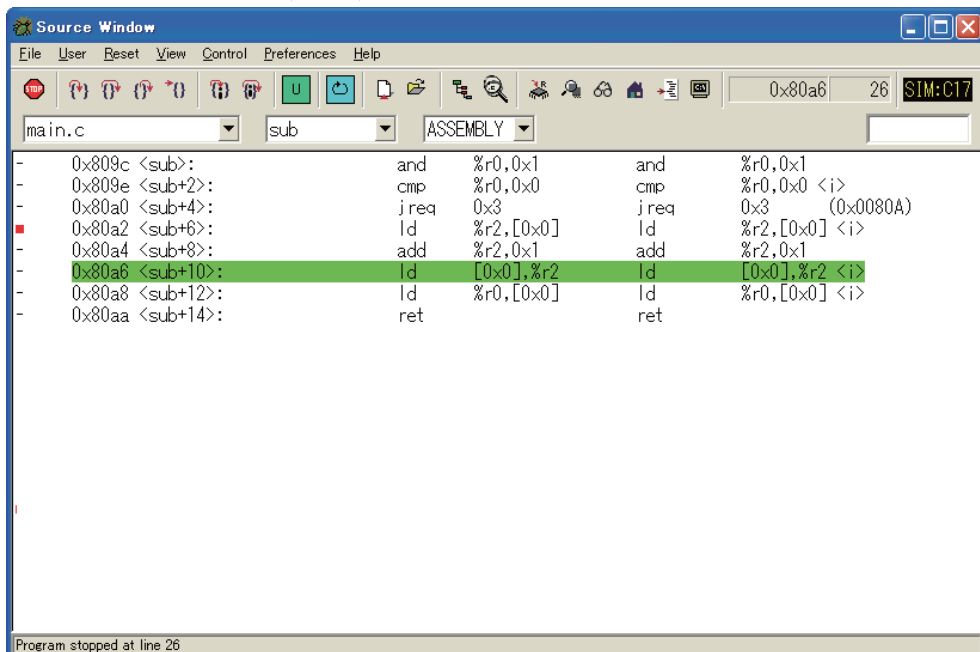 Source Window
File User Reset View Control Preferences Help
STOP U 0x80a6 26 SIM:C17
main.c sub ASSEMBLY
- 0x809c <sub>: and %r0,0x1 and %r0,0x1
- 0x809e <sub+2>: cmp %r0,0x0 cmp %r0,0x0 <i>
- 0x80a0 <sub+4>: jreq 0x3 jreq 0x3 (0x0080A)
0x80a2 <sub+6>: ld %r2,[0x0] ld %r2,[0x0] <i>
- 0x80a4 <sub+8>: add %r2,0x1 add %r2,0x1
- 0x80a6 <sub+10>: ld [0x0],%r2 ld [0x0],%r2 <i>
- 0x80a8 <sub+12>: ld %r0,[0x0] ld %r0,[0x0] <i>
- 0x80aa <sub+14>: ret ret
Program stopped at line 26